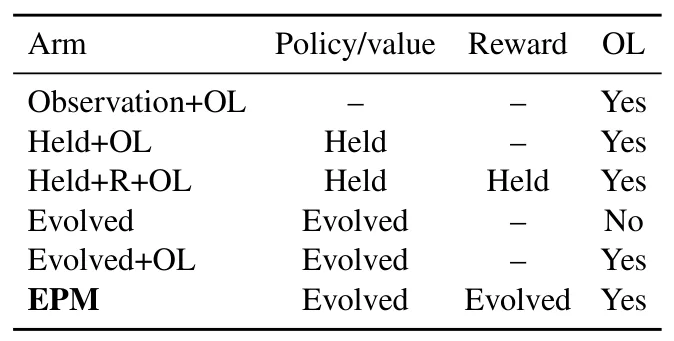 Arm Policy/value Reward OL
Observation+OL – – Yes
Held+OL Held – Yes
Held+R+OL Held Held Yes
Evolved Evolved – No
Evolved+OL Evolved – Yes
EPM Evolved Evolved Yes